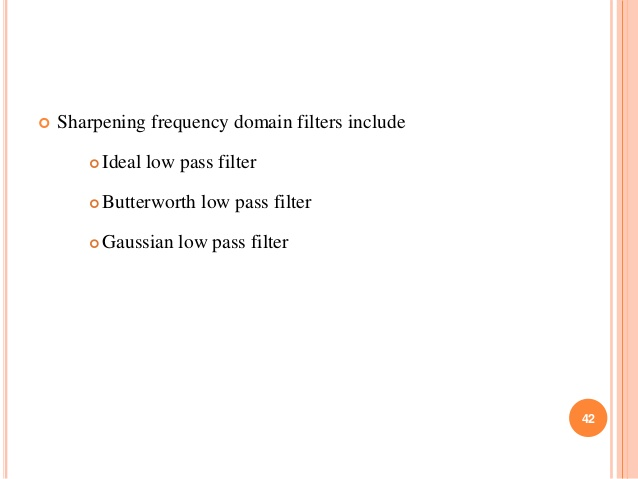 Sharpening frequency domain filters include
Ideal low pass filter
Butterworth low pass filter
Gaussian low pass filter
42